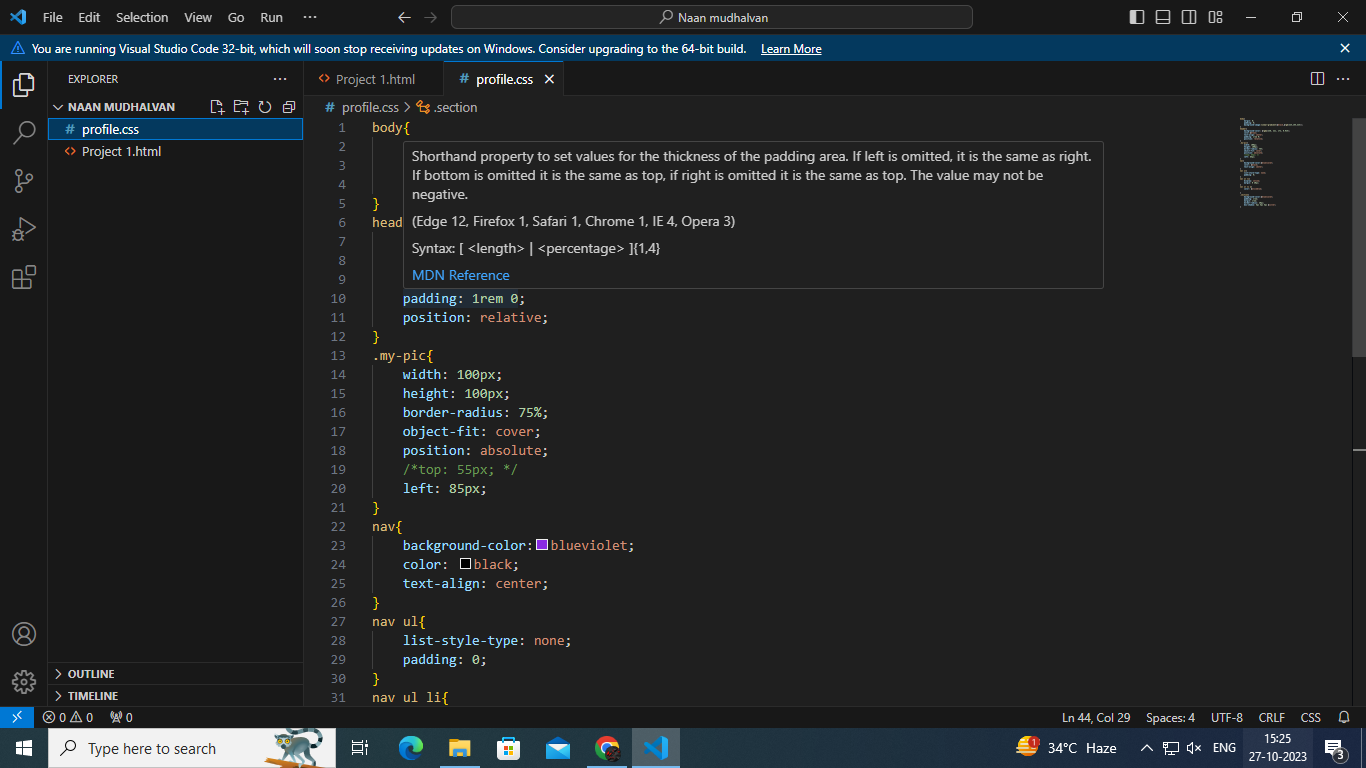 File Edit Selection View Go Run ··· Naan mudhalvan
You are running Visual Studio Code 32-bit, which will soon stop receiving updates on Windows. Consider upgrading to the 64-bit build. Learn More
EXPLORER
NAAN MUDHALVAN
# profile.css
<> Project 1.html
OUTLINE
TIMELINE
<> Project 1.html # profile.css
# profile.css > .section
1 body{
2
3
4
5 }
6 head
7
8
9
Shorthand property to set values for the thickness of the padding area. If left is omitted, it is the same as right.
If bottom is omitted it is the same as top, if right is omitted it is the same as top. The value may not be
negative.
(Edge 12, Firefox 1, Safari 1, Chrome 1, IE 4, Opera 3)
Syntax: [ <length> | <percentage> ]{1,4}
MDN Reference
10 padding: 1rem 0;
11 position: relative;
12 }
13 .my-pic{
14 width: 100px;
15 height: 100px;
16 border-radius: 75%;
17 object-fit: cover;
18 position: absolute;
19 /*top: 55px; */
20 left: 85px;
21 }
22 nav{
23 background-color: blueviolet;
24 color: black;
25 text-align: center;
26 }
27 nav ul{
28 list-style-type: none;
29 padding: 0;
30 }
31 nav ul li{
0 0 0 Ln 44, Col 29 Spaces: 4 UTF-8 CRLF CSS
Type here to search 1 34°C Haze ENG 15:25
27-10-2023 3